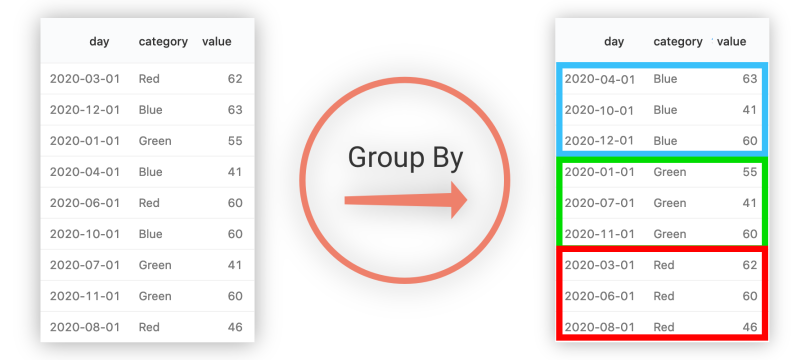 day category value
2020-03-01 Red 62
2020-12-01 Blue 63
2020-01-01 Green 55
2020-04-01 Blue 41
2020-06-01 Red 60
2020-10-01 Blue 60
2020-07-01 Green 41
2020-11-01 Green 60
2020-08-01 Red 46
Group By
day category value
2020-04-01 Blue 63
2020-10-01 Blue 41
2020-12-01 Blue 60
2020-01-01 Green 55
2020-07-01 Green 41
2020-11-01 Green 60
2020-03-01 Red 62
2020-06-01 Red 60
2020-08-01 Red 46